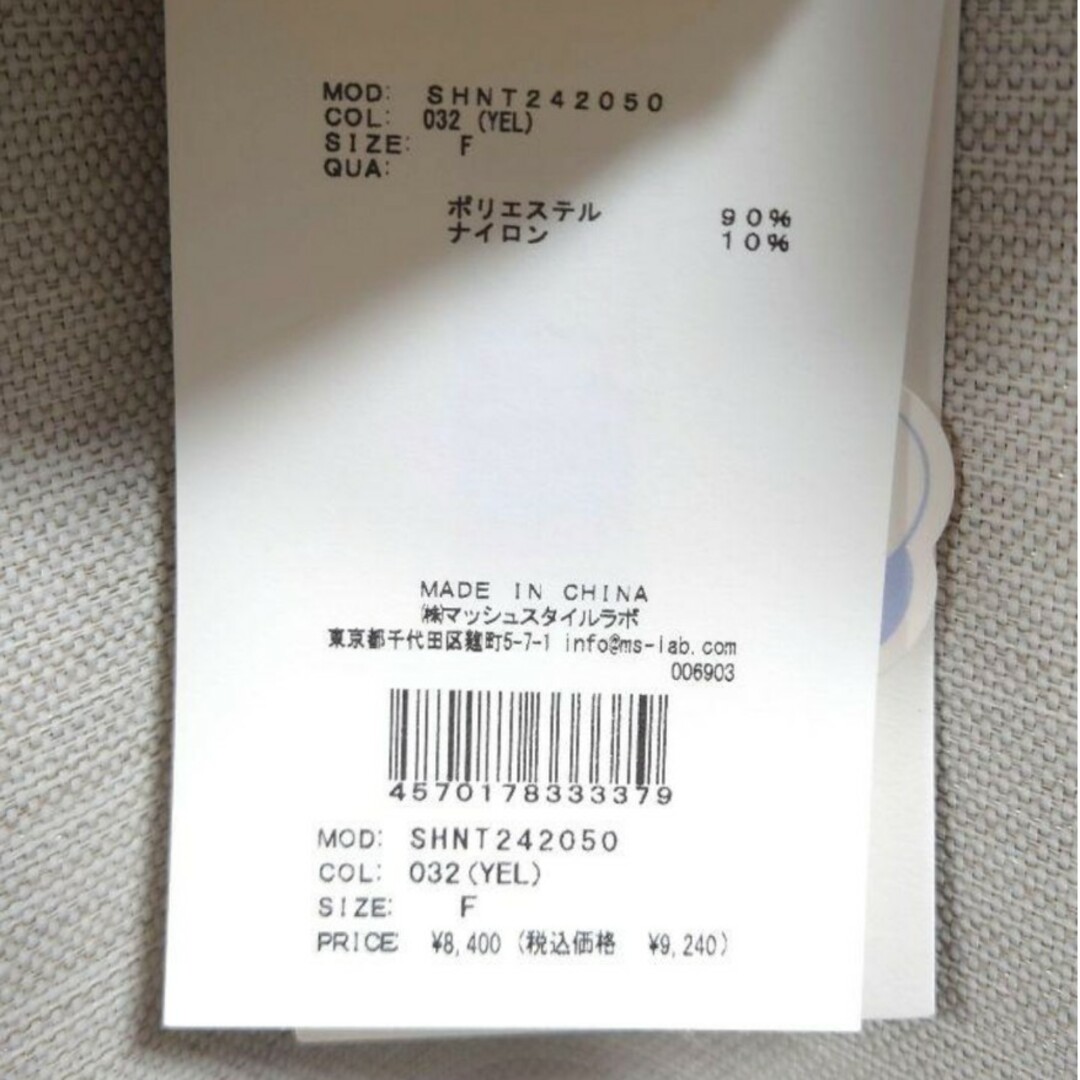 MOD: SHNT242050
COL: 032 (YEL)
SIZE: F
QUA:
ポリエステル 90%
ナイロン 10%
MADE IN CHINA
㈱マッシュスタイルラボ
東京都千代田区麹町5-7-1 info@ms-lab.com
006903
4570178333379
MOD: SHNT242050
COL: 032(YEL)
SIZE: F
PRICE: ¥8,400 (税込価格 ¥9,240)